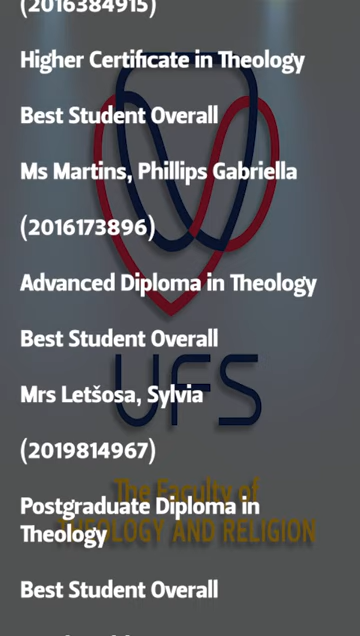 (2016384915)
Higher Certificate in Theology
Best Student Overall
Ms Martins, Phillips Gabriella
(2016173896)
Advanced Diploma in Theology
Best Student Overall
Mrs Letšosa, Sylvia
UFS
(2019814967)
The Faculty of
Postgraduate Diploma in
Theology
THEOLOGY AND RELIGION
Best Student Overall